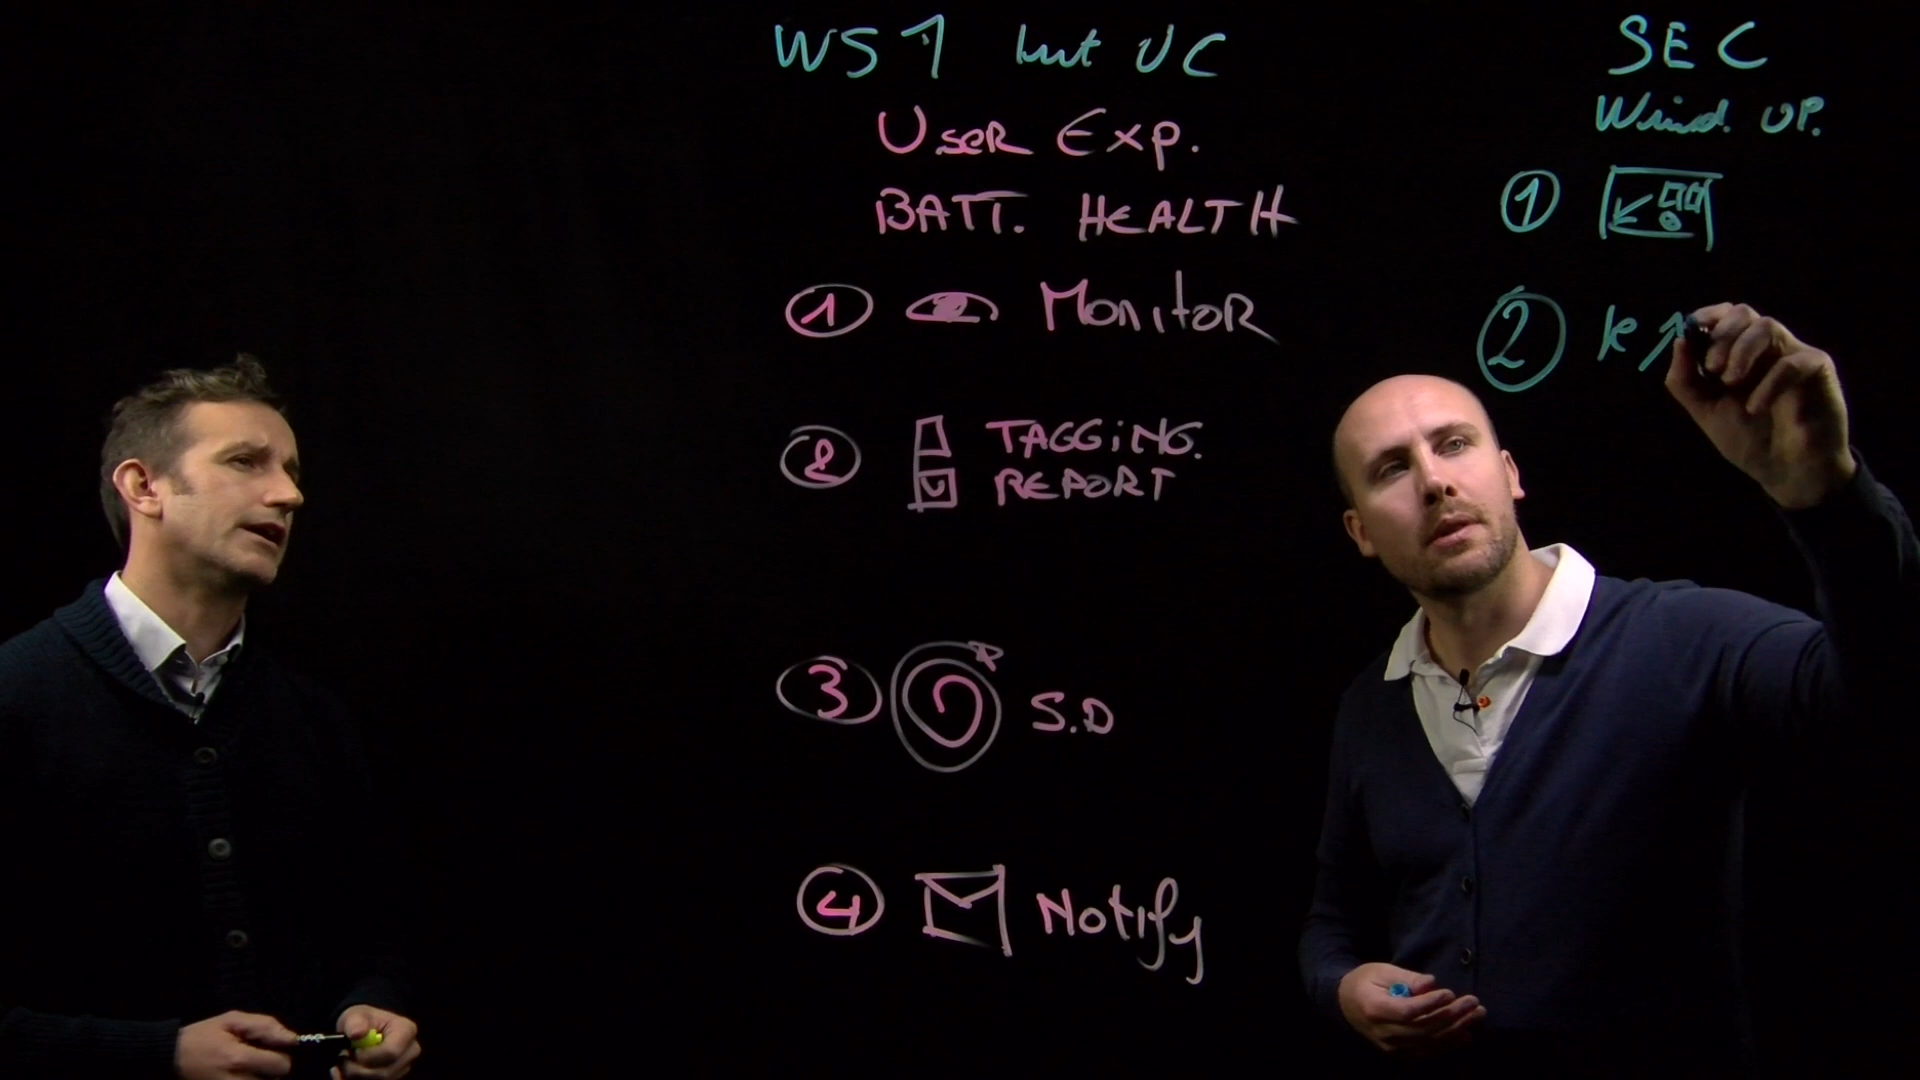 WS1 Int UC
User Exp.
BATT. HEALTH
1 Monitor
2 TAGGING.
REPORT
3 S.D
4 Notify
SEC
Wind. UP.
1
2 k